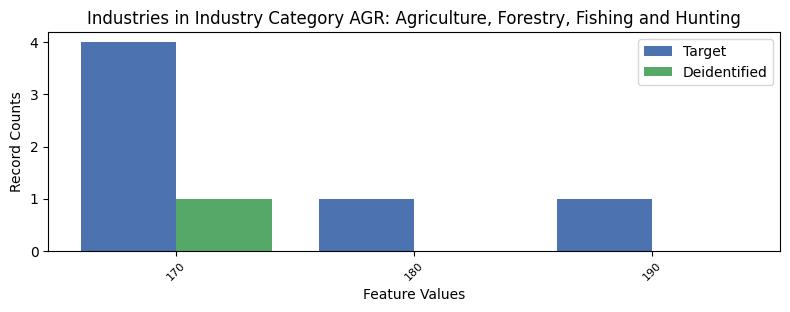 Industries in Industry Category AGR: Agriculture, Forestry, Fishing and Hunting
Target
Deidentified
Record Counts
4
3
2
1
0
170
180
190
Feature Values